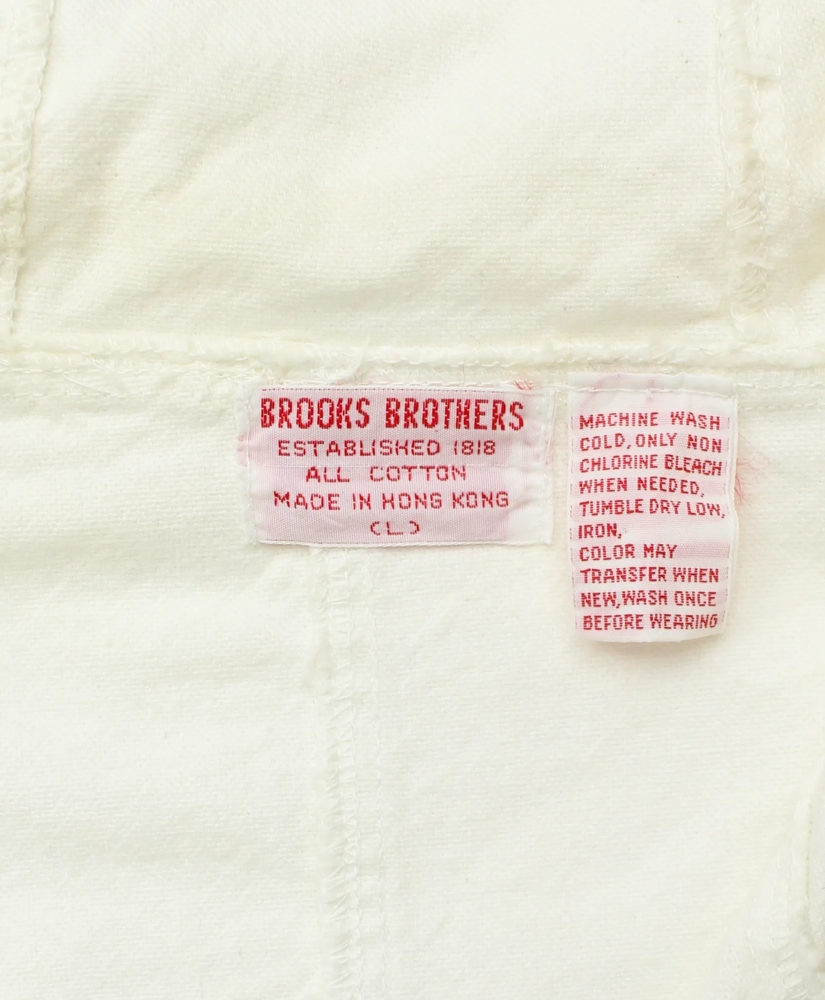 BROOKS BROTHERS
ESTABLISHED 1818
ALL COTTON
MADE IN HONG KONG
(L)
MACHINE WASH
COLD, ONLY NON
CHLORINE BLEACH
WHEN NEEDED,
TUMBLE DRY LOW,
IRON,
COLOR MAY
TRANSFER WHEN
NEW, WASH ONCE
BEFORE WEARING